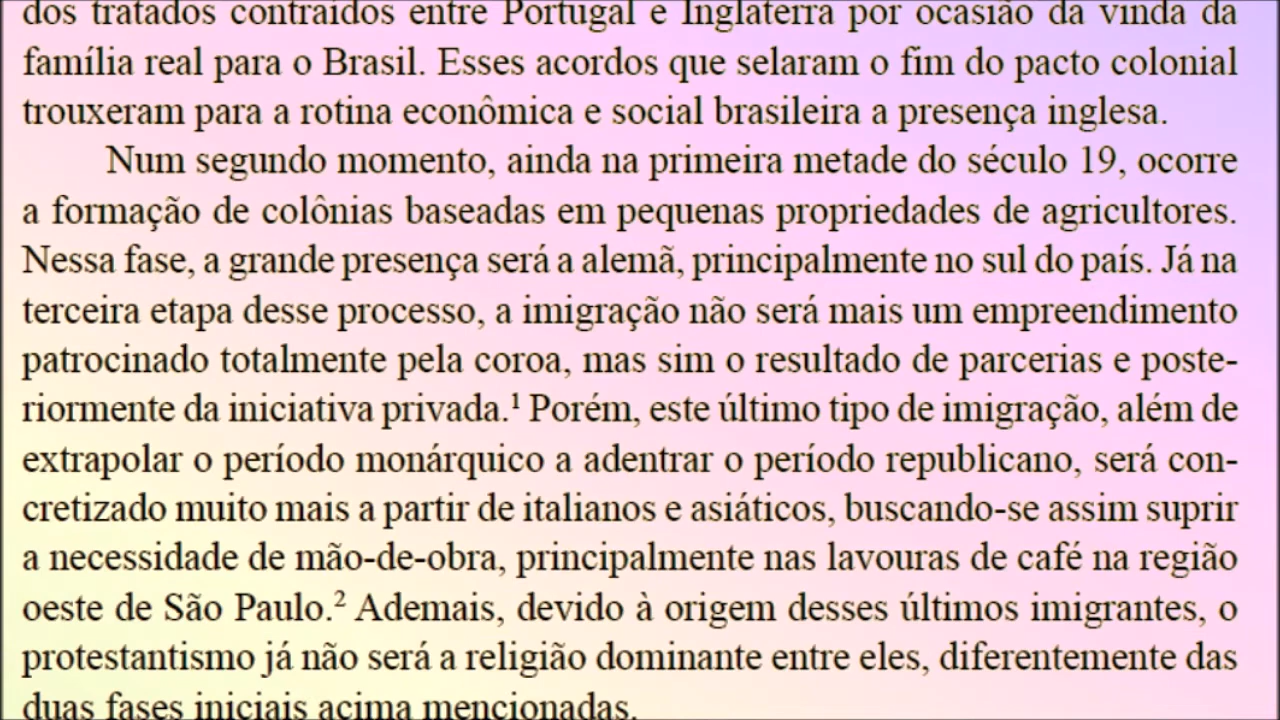 dos tratados contraídos entre Portugal e Inglaterra por ocasião da vinda da
família real para o Brasil. Esses acordos que selaram o fim do pacto colonial
trouxeram para a rotina econômica e social brasileira a presença inglesa.
Num segundo momento, ainda na primeira metade do século 19, ocorre
a formação de colônias baseadas em pequenas propriedades de agricultores.
Nessa fase, a grande presença será a alemã, principalmente no sul do país. Já na
terceira etapa desse processo, a imigração não será mais um empreendimento
patrocinado totalmente pela coroa, mas sim o resultado de parcerias e poste-
riormente da iniciativa privada.¹ Porém, este último tipo de imigração, além de
extrapolar o período monárquico a adentrar o período republicano, será con-
cretizado muito mais a partir de italianos e asiáticos, buscando-se assim suprir
a necessidade de mão-de-obra, principalmente nas lavouras de café na região
oeste de São Paulo.² Ademais, devido à origem desses últimos imigrantes, o
protestantismo já não será a religião dominante entre eles, diferentemente das
duas fases iniciais acima mencionadas.